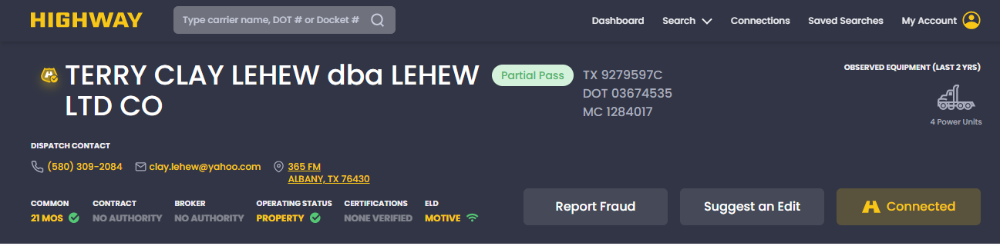 HIGHWAY
Type carrier name, DOT # or Docket #
Dashboard
Search
Connections
Saved Searches
My Account
TERRY CLAY LEHEW dba LEHEW
LTD CO
Partial Pass
TX 9279597C
DOT 03674535
MC 1284017
OBSERVED EQUIPMENT (LAST 2 YRS)
4 Power Units
DISPATCH CONTACT
(580) 309-2084
clay.lehew@yahoo.com
365 FM
ALBANY, TX 76430
COMMON
21 MOS
CONTRACT
NO AUTHORITY
BROKER
NO AUTHORITY
OPERATING STATUS
PROPERTY
CERTIFICATIONS
NONE VERIFIED
ELD
MOTIVE
Report Fraud
Suggest an Edit
Connected